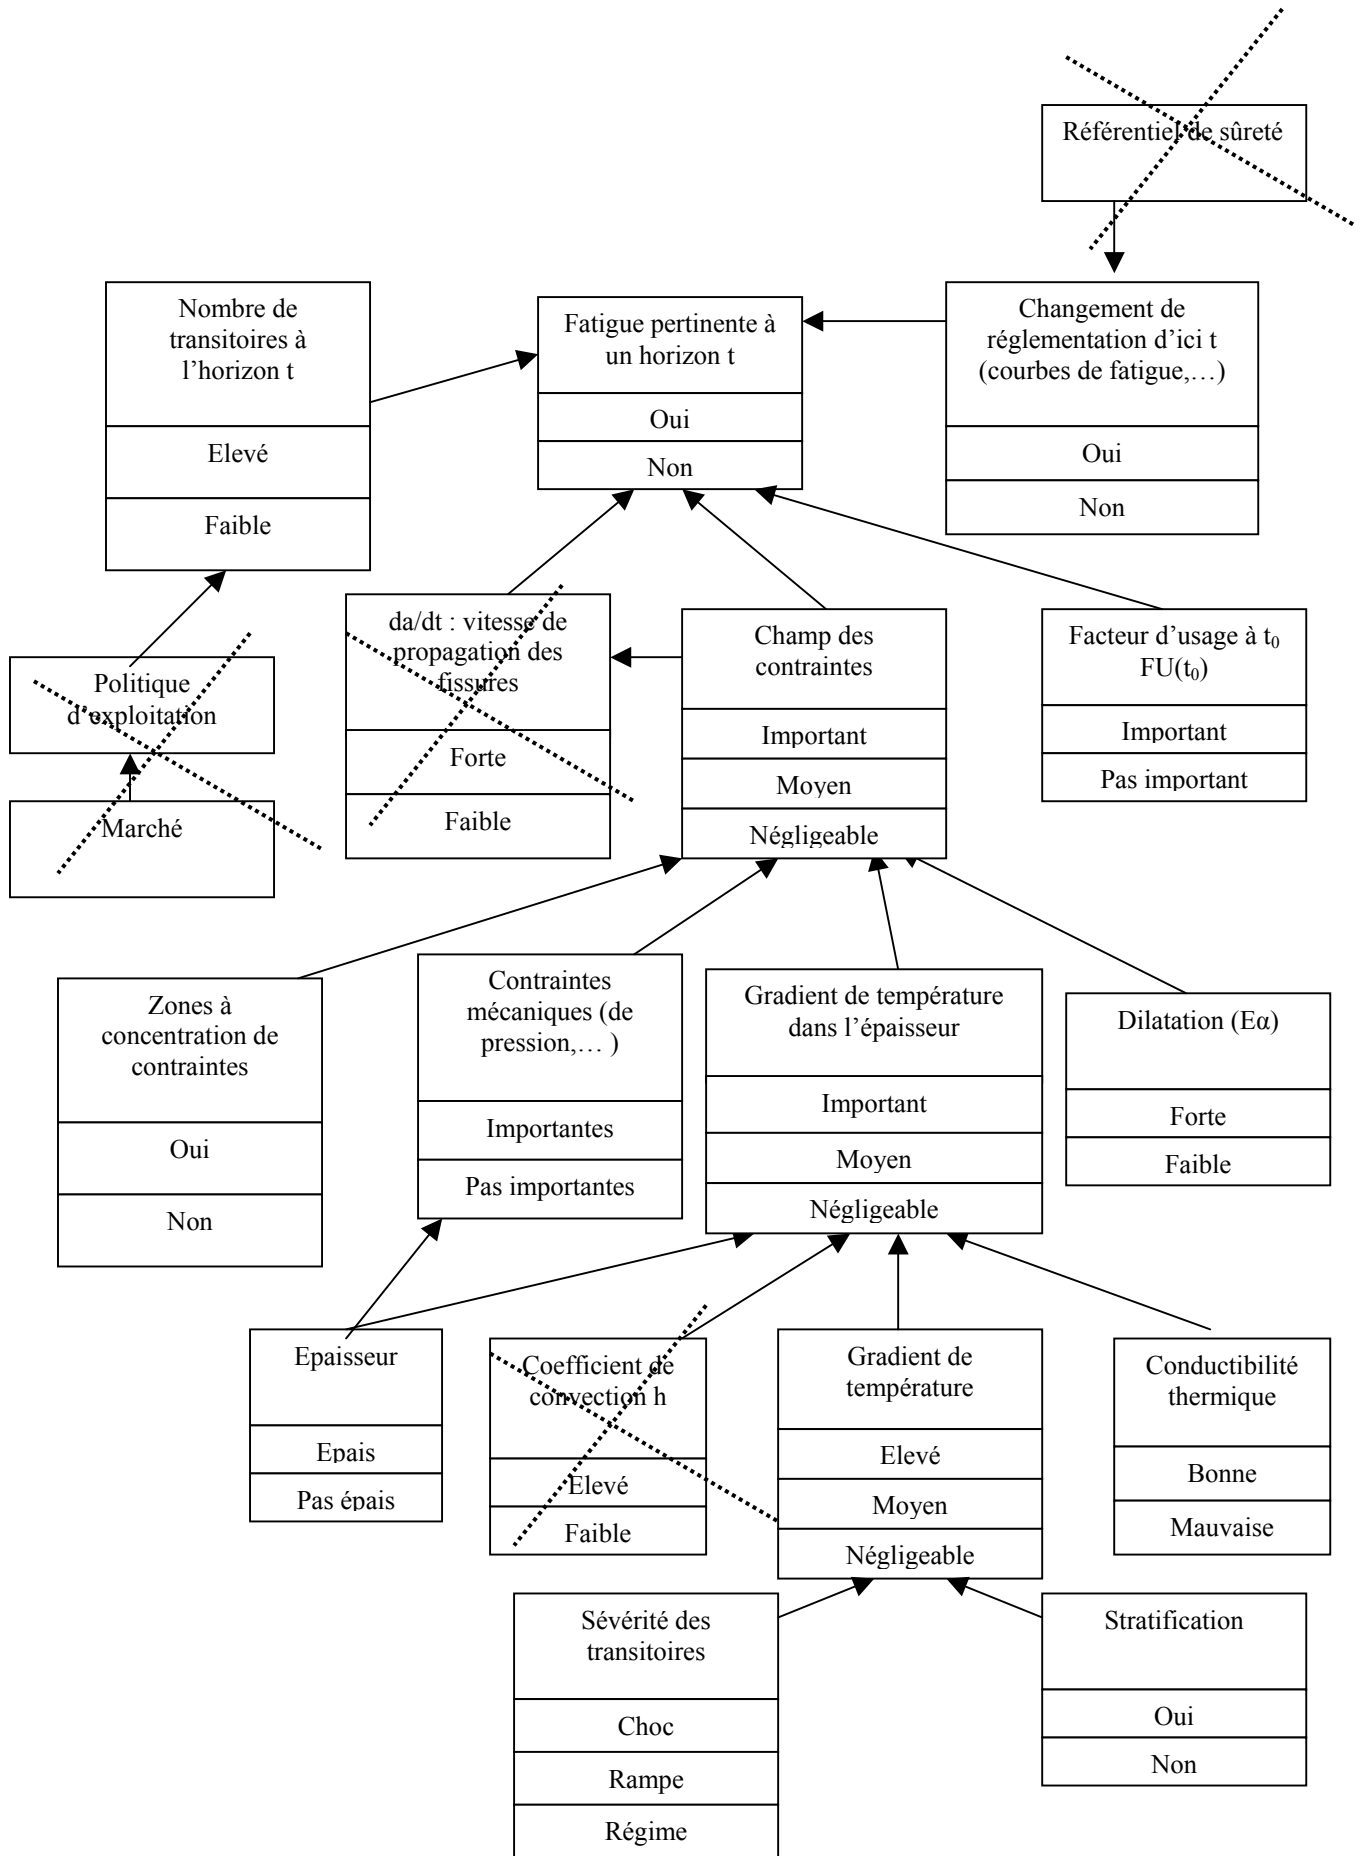 Référentiel de sûreté
Nombre de
transitoires à
l’horizon t
Elevé
Faible
Fatigue pertinente à
un horizon t
Oui
Non
Changement de
réglementation d’ici t
(courbes de fatigue,…)
Oui
Non
Politique
d’exploitation
Marché
da/dt : vitesse de
propagation des
fissures
Forte
Faible
Champ des
contraintes
Important
Moyen
Négligeable
Facteur d’usage à t₀
FU(t₀)
Important
Pas important
Zones à
concentration de
contraintes
Oui
Non
Contraintes
mécaniques (de
pression,… )
Importantes
Pas importantes
Gradient de température
dans l’épaisseur
Important
Moyen
Négligeable
Dilatation (Eα)
Forte
Faible
Epaisseur
Epais
Pas épais
Coefficient de
convection h
Elevé
Faible
Gradient de
température
Elevé
Moyen
Négligeable
Conductibilité
thermique
Bonne
Mauvaise
Sévérité des
transitoires
Choc
Rampe
Régime
Stratification
Oui
Non